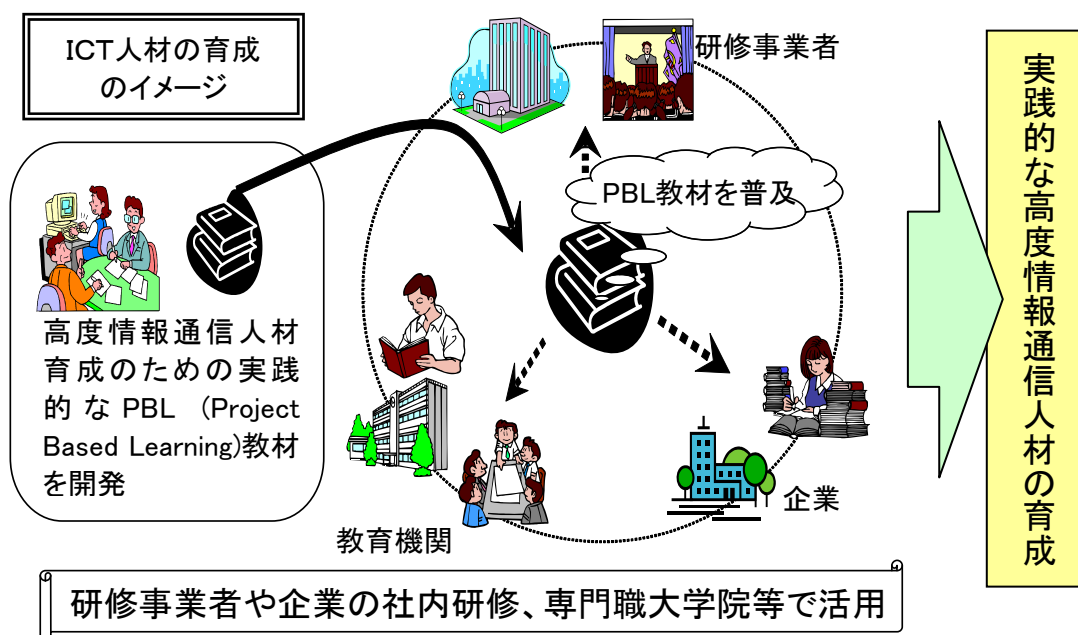 ICT人材の育成
のイメージ
研修事業者
PBL教材を普及
高度情報通信人材
育成のための実践
的なPBL (Project
Based Learning)教材
を開発
企業
教育機関
研修事業者や企業の社内研修、専門職大学院等で活用
実践的な高度情報通信人材の育成